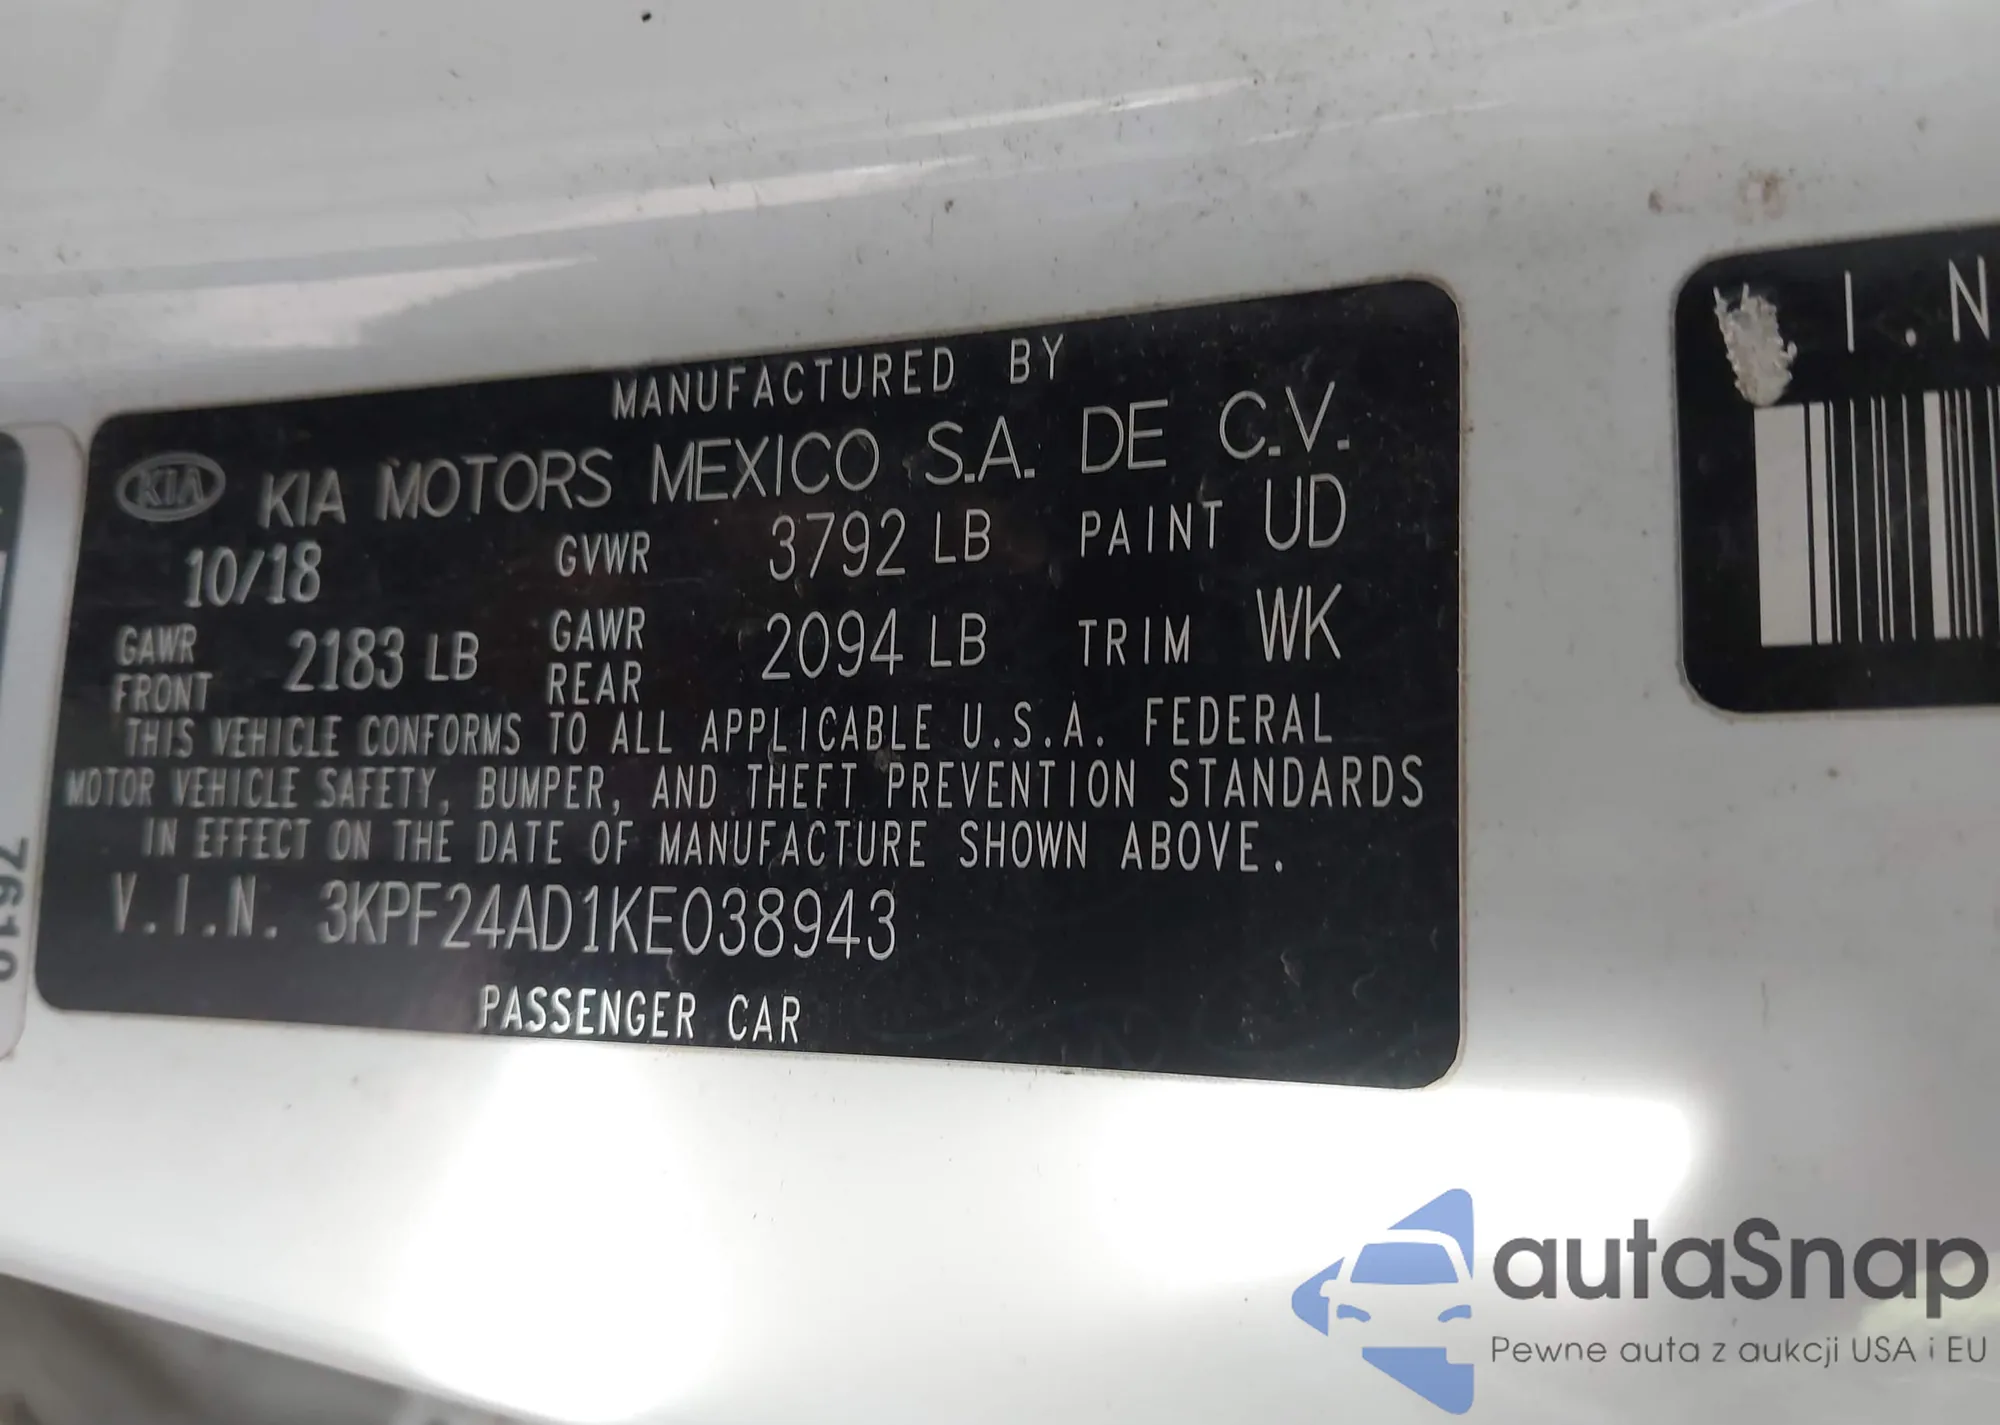 MANUFACTURED BY
KIA KIA MOTORS MEXICO S.A. DE C.V.
10/18 GVWR 3792 LB PAINT UD
GAWR FRONT 2183 LB GAWR REAR 2094 LB TRIM WK
THIS VEHICLE CONFORMS TO ALL APPLICABLE U.S.A. FEDERAL
MOTOR VEHICLE SAFETY, BUMPER, AND THEFT PREVENTION STANDARDS
IN EFFECT ON THE DATE OF MANUFACTURE SHOWN ABOVE.
V.I.N. 3KPF24AD1KE038943
PASSENGER CAR
I.N
autaSnap
Pewne auta z aukcji USA i EU